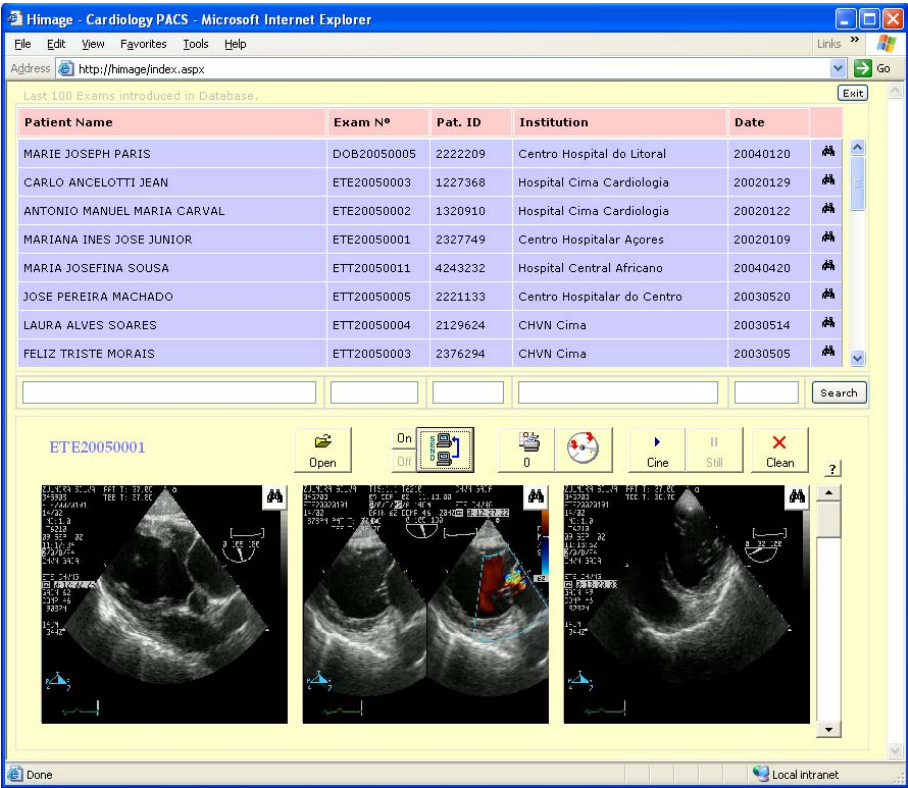 Himage - Cardiology PACS - Microsoft Internet Explorer
File Edit View Favorites Tools Help Links »
Address http://himage/index.aspx Go
Last 100 Exams introduced in Database. Exit
Patient Name Exam Nº Pat. ID Institution Date
MARIE JOSEPH PARIS DOB20050005 2222209 Centro Hospital do Litoral 20040120
CARLO ANCELOTTI JEAN ETE20050003 1227368 Hospital Cima Cardiologia 20020129
ANTONIO MANUEL MARIA CARVAL ETE20050002 1320910 Hospital Cima Cardiologia 20020122
MARIANA INES JOSE JUNIOR ETE20050001 2327749 Centro Hospitalar Açores 20020109
MARIA JOSEFINA SOUSA ETT20050011 4243232 Hospital Central Africano 20040420
JOSE PEREIRA MACHADO ETT20050005 2221133 Centro Hospitalar do Centro 20030520
LAURA ALVES SOARES ETT20050004 2129624 CHVN Cima 20030514
FELIZ TRISTE MORAIS ETT20050003 2376294 CHVN Cima 20030505
Search
ETE20050001 Open On Off SEND 0 Cine Still Clean ?
Done Local intranet